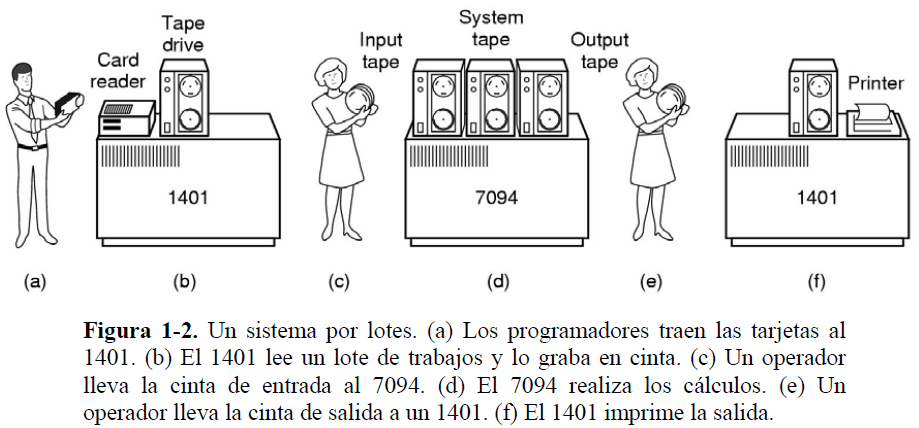 Card
reader
Tape
drive
Input
tape
System
tape
Output
tape
Printer
1401
7094
1401
(a)
(b)
(c)
(d)
(e)
(f)
Figura 1-2. Un sistema por lotes. (a) Los programadores traen las tarjetas al
1401. (b) El 1401 lee un lote de trabajos y lo graba en cinta. (c) Un operador
lleva la cinta de entrada al 7094. (d) El 7094 realiza los cálculos. (e) Un
operador lleva la cinta de salida a un 1401. (f) El 1401 imprime la salida.